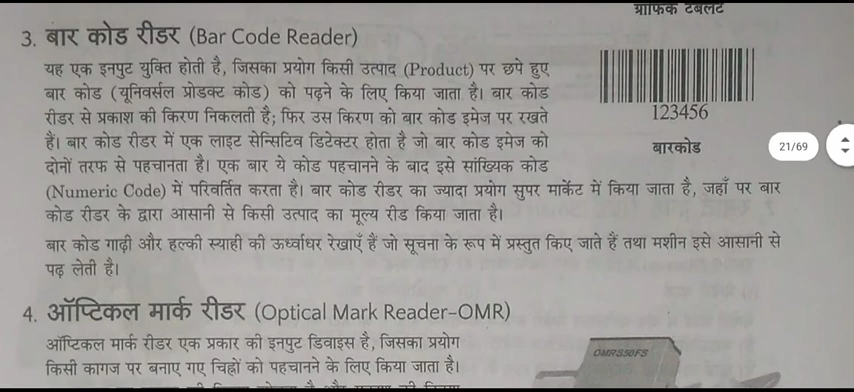 ग्राफिक टैबलेट
3. बार कोड रीडर (Bar Code Reader)
यह एक इनपुट युक्ति होती है, जिसका प्रयोग किसी उत्पाद (Product) पर छपे हुए
बार कोड (यूनिवर्सल प्रोडक्ट कोड) को पढ़ने के लिए किया जाता है। बार कोड
रीडर से प्रकाश की किरण निकलती है; फिर उस किरण को बार कोड इमेज पर रखते
हैं। बार कोड रीडर में एक लाइट सेन्सिटिव डिटेक्टर होता है जो बार कोड इमेज को
दोनों तरफ से पहचानता है। एक बार ये कोड पहचानने के बाद इसे सांख्यिक कोड
(Numeric Code) में परिवर्तित करता है। बार कोड रीडर का ज्यादा प्रयोग सुपर मार्केट में किया जाता है, जहाँ पर बार
कोड रीडर के द्वारा आसानी से किसी उत्पाद का मूल्य रीड किया जाता है।
123456
बारकोड
21/69
बार कोड गाढ़ी और हल्की स्याही की ऊर्ध्वाधर रेखाएँ हैं जो सूचना के रूप में प्रस्तुत किए जाते हैं तथा मशीन इसे आसानी से
पढ़ लेती है।
4. ऑप्टिकल मार्क रीडर (Optical Mark Reader-OMR)
ऑप्टिकल मार्क रीडर एक प्रकार की इनपुट डिवाइस है, जिसका प्रयोग
किसी कागज पर बनाए गए चिह्नों को पहचानने के लिए किया जाता है।
OMRS50FS